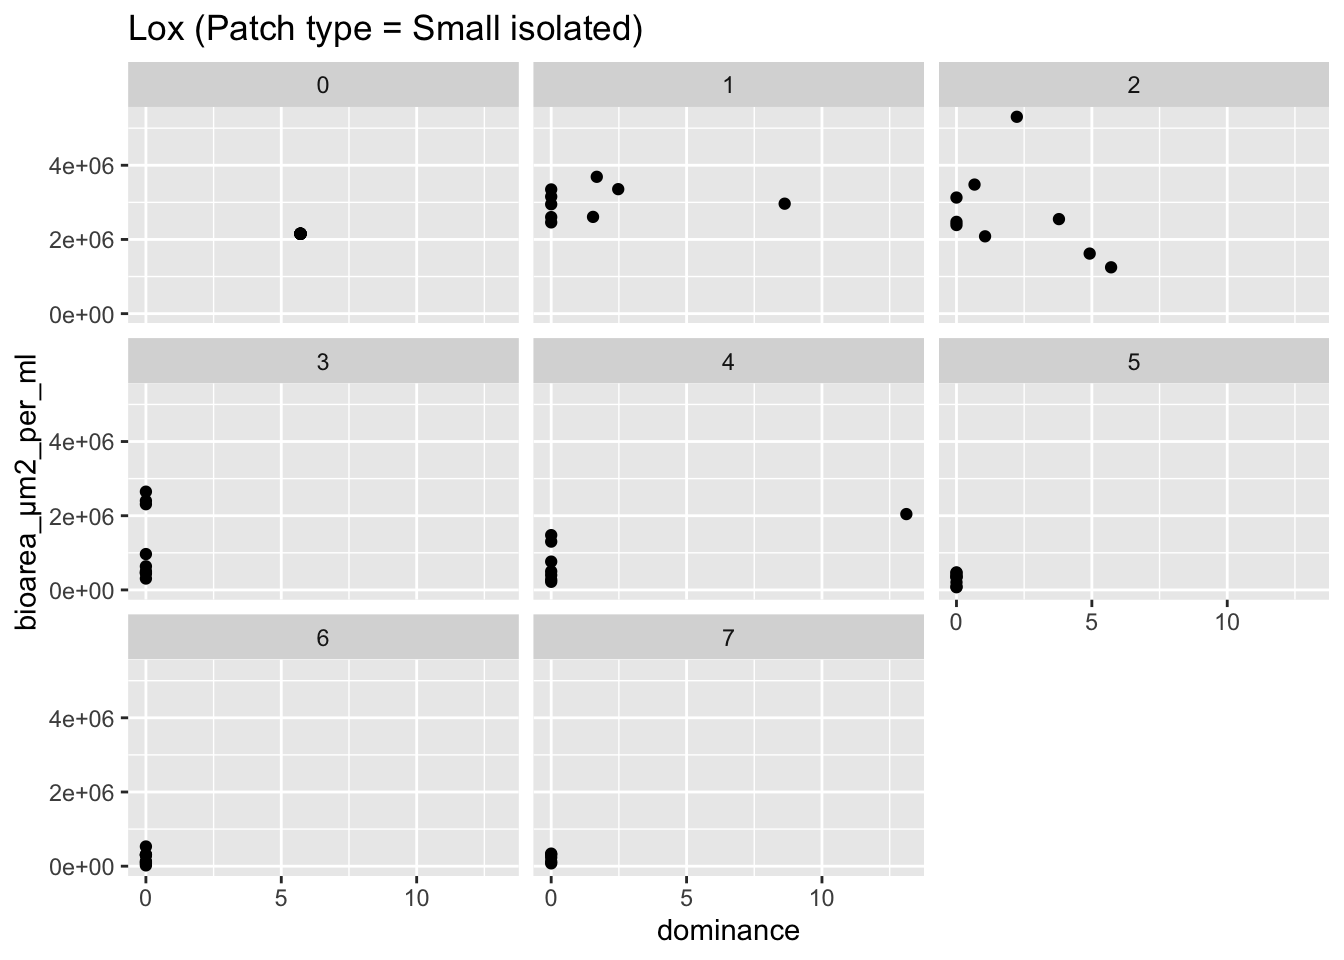 Lox (Patch type = Small isolated)
0 1 2
4e+06
2e+06
0e+00
3 4 5
4e+06
2e+06
0e+00
0 5 10
6 7
4e+06
2e+06
0e+00
0 5 10 0 5 10
bioarea_µm2_per_ml
dominance